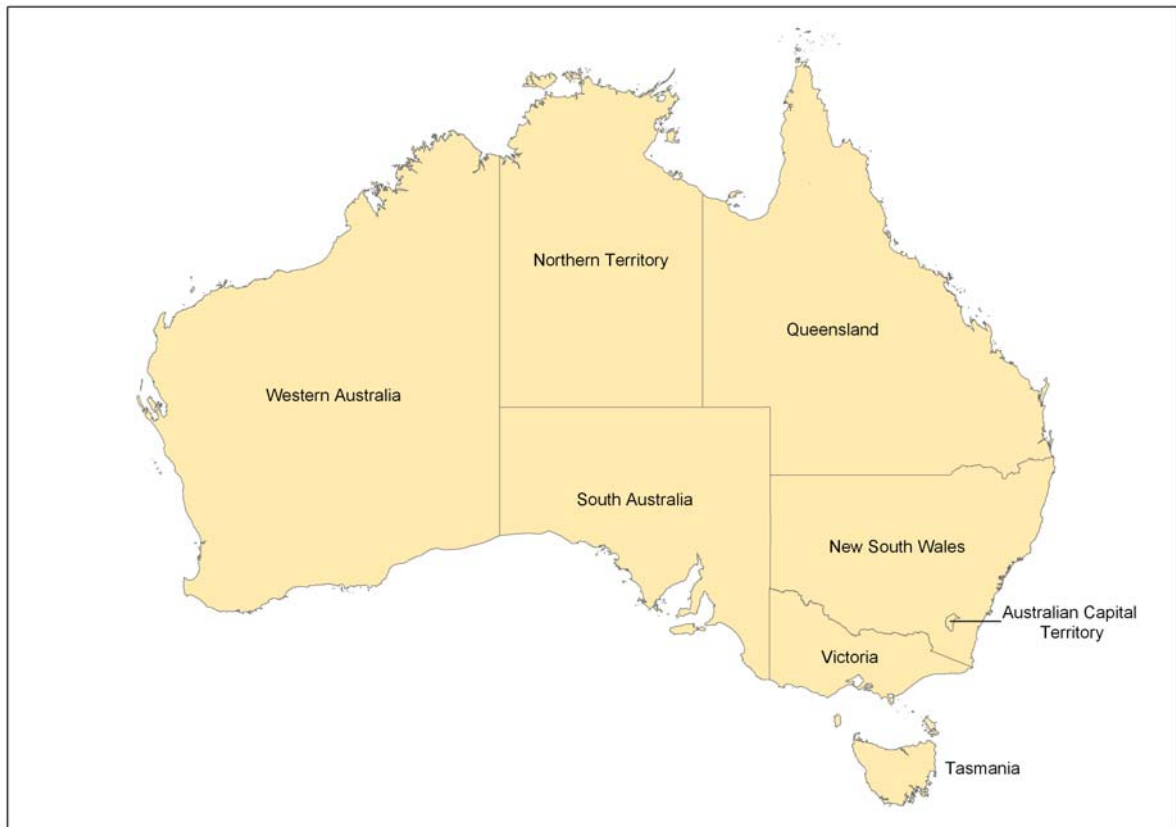 Northern Territory
Queensland
Western Australia
South Australia
New South Wales
Australian Capital
Territory
Victoria
Tasmania